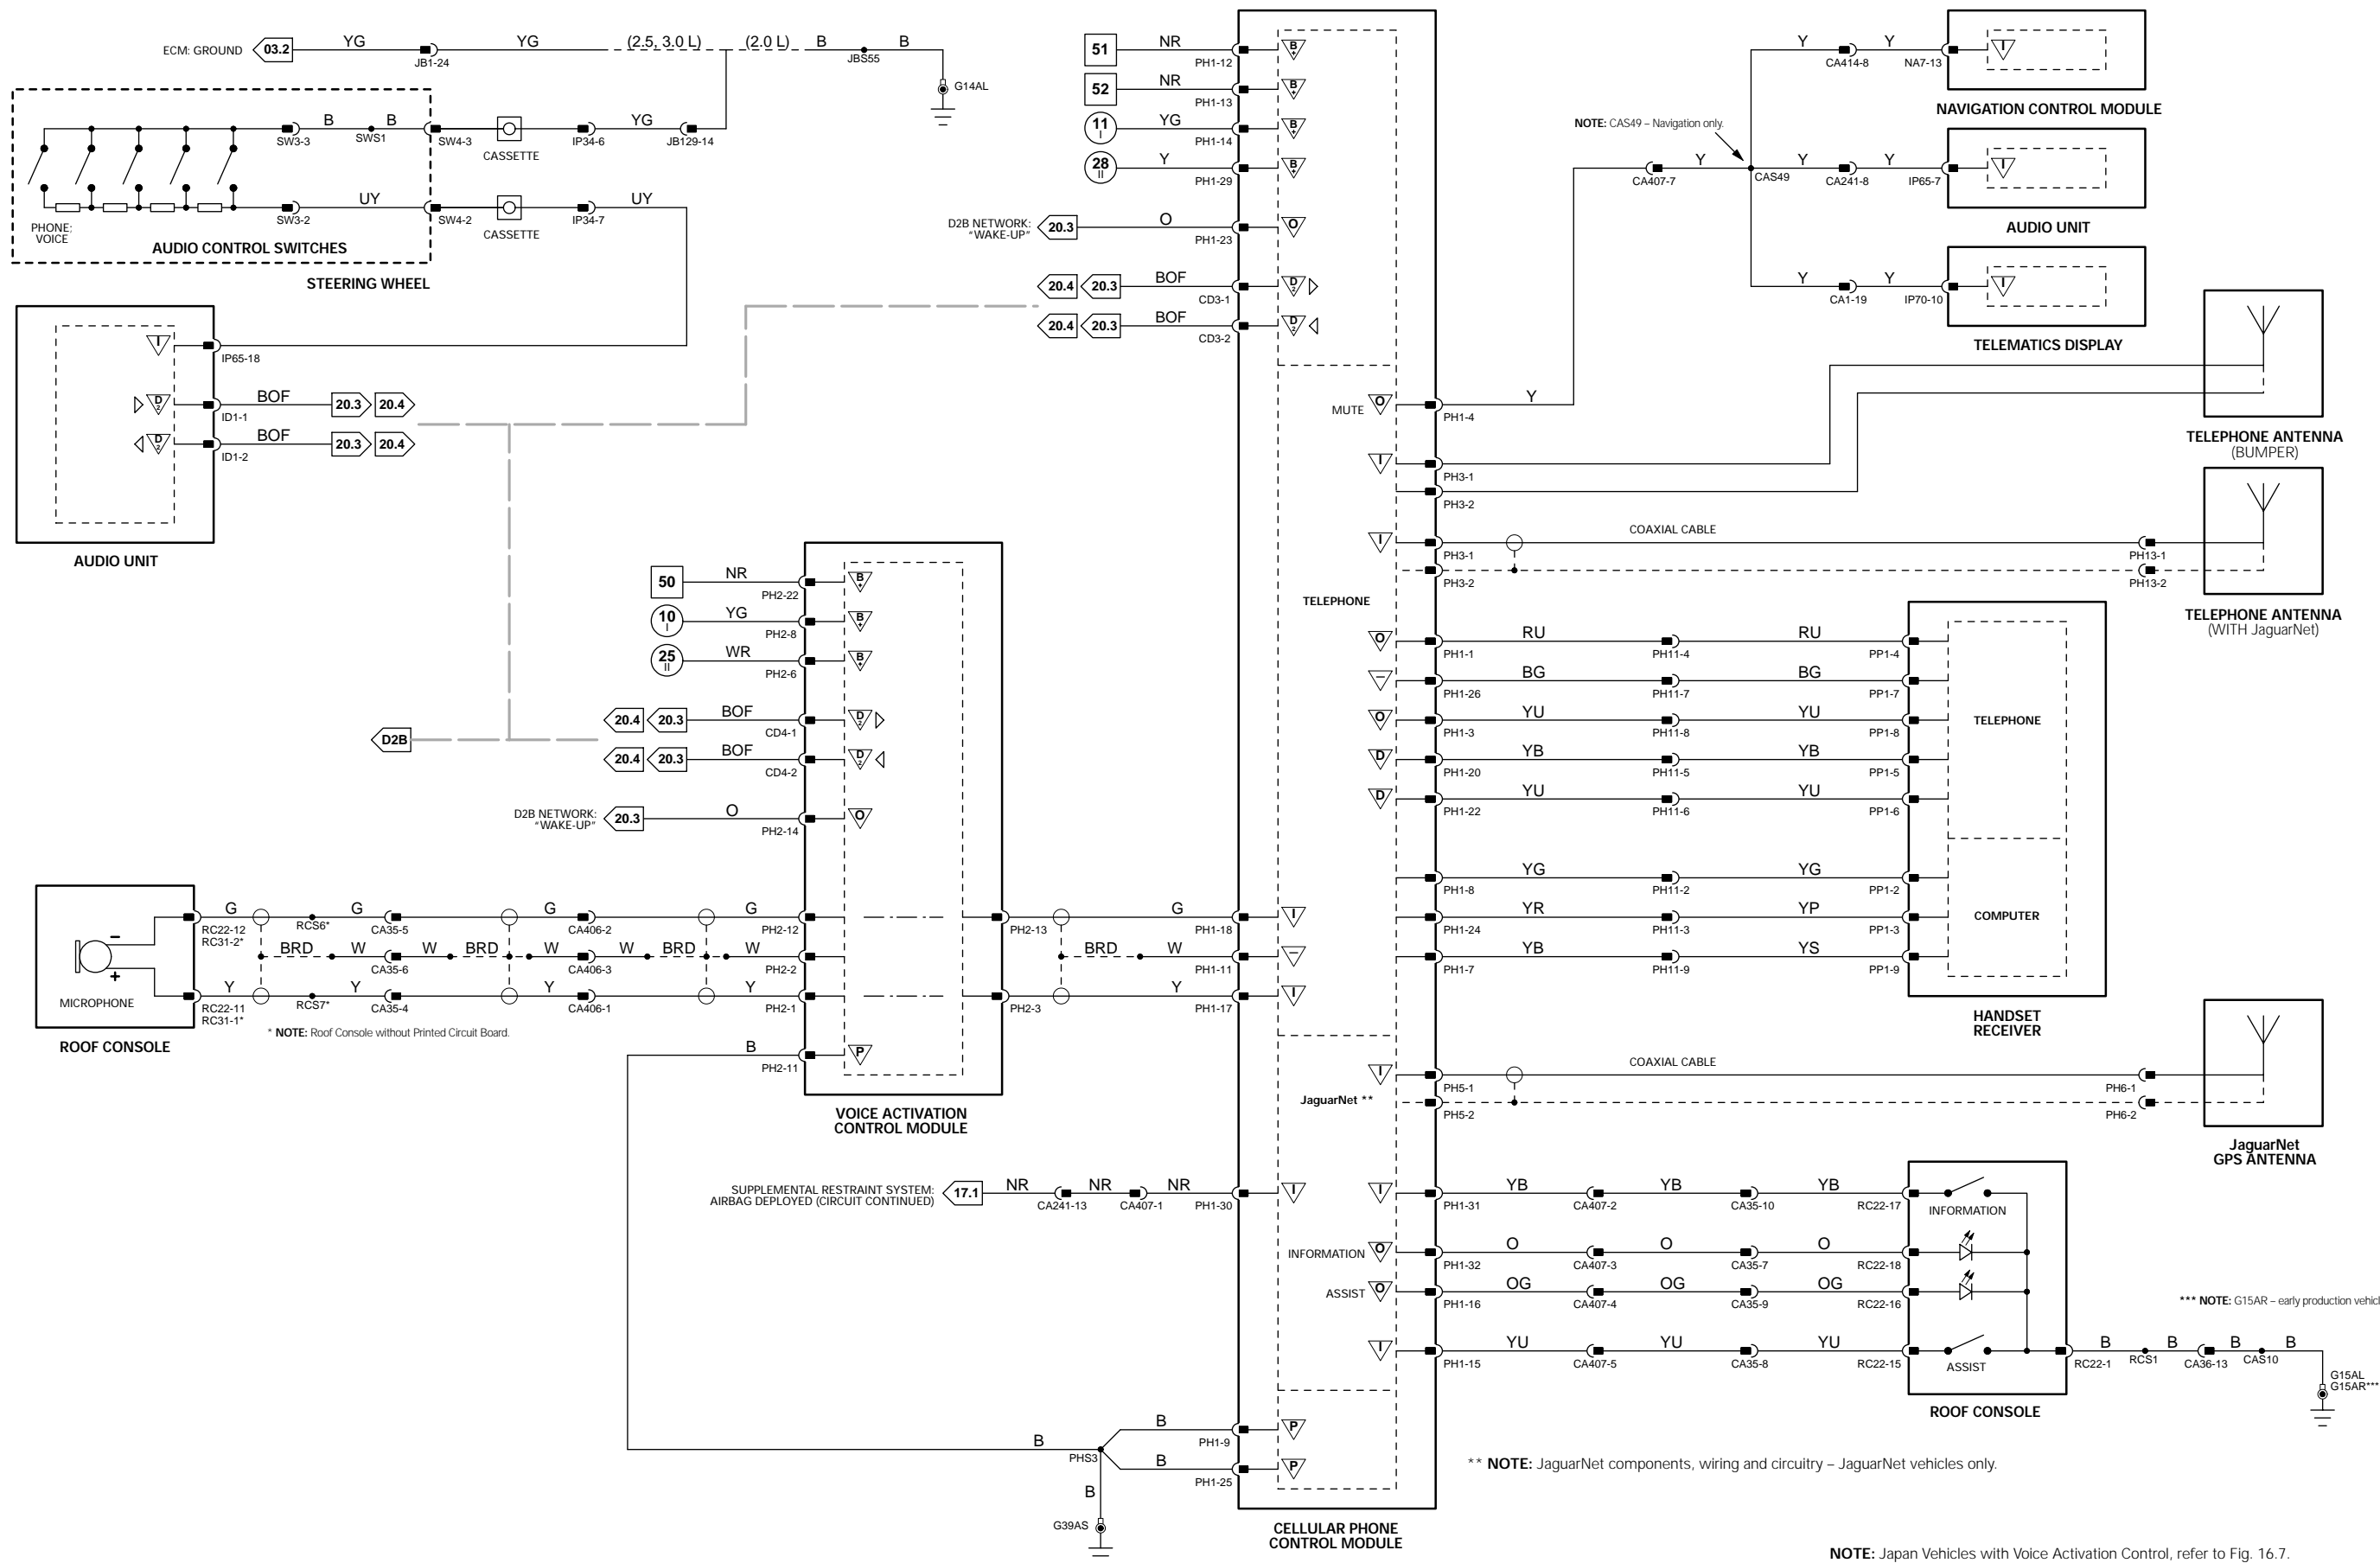 ECM: GROUND 03.2 YG YG (2.5, 3.0 L) (2.0 L) B B
JB1-24 JBS55
G14AL
B B YG
SW3-3 SWS1 SW4-3 CASSETTE IP34-6 JB129-14
UY UY
SW3-2 SW4-2 CASSETTE IP34-7
PHONE;
VOICE
AUDIO CONTROL SWITCHES
STEERING WHEEL
IP65-18
BOF 20.3 20.4
ID1-1
BOF 20.3 20.4
ID1-2
D 2
D 2
I
AUDIO UNIT
D2B
50 NR
PH2-22
10 I YG
PH2-8
25 II WR
PH2-6
20.4 20.3 BOF
CD4-1
20.4 20.3 BOF
CD4-2
D2B NETWORK:
"WAKE-UP" 20.3 O
PH2-14
B+
B+
B+
D 2
D 2
O
G G G G
RC22-12 RCS6* CA35-5 CA406-2 PH2-12
RC31-2*
BRD W W BRD W W BRD W
CA35-6 CA406-3 PH2-2
Y Y Y Y
RC22-11 RCS7* CA35-4 CA406-1 PH2-1
RC31-1*
– +
MICROPHONE
ROOF CONSOLE
* NOTE: Roof Console without Printed Circuit Board.
B
PH2-11
P
VOICE ACTIVATION
CONTROL MODULE
PH2-13 G PH1-18
BRD W PH1-11
PH2-3 Y PH1-17
51 NR
PH1-12
52 NR
PH1-13
11 I YG
PH1-14
28 II Y
PH1-29
D2B NETWORK:
"WAKE-UP" 20.3 O
PH1-23
20.4 20.3 BOF
CD3-1
20.4 20.3 BOF
CD3-2
B+
B+
B+
B+
O
D 2
D 2
I
–
I
SUPPLEMENTAL RESTRAINT SYSTEM:
AIRBAG DEPLOYED (CIRCUIT CONTINUED) 17.1 NR NR NR
CA241-13 CA407-1 PH1-30
I
B B
PHS3 PH1-9
B
PH1-25
B
G39AS
P
P
MUTE O Y
PH1-4
I PH3-1
PH3-2
I PH3-1
PH3-2
TELEPHONE
COAXIAL CABLE
PH13-1
PH13-2
NOTE: CAS49 – Navigation only.
Y
CA407-7 CAS49
Y Y
CA414-8 NA7-13
I
NAVIGATION CONTROL MODULE
Y Y
CA241-8 IP65-7
I
AUDIO UNIT
Y Y
CA1-19 IP70-10
I
TELEMATICS DISPLAY
TELEPHONE ANTENNA
(BUMPER)
TELEPHONE ANTENNA
(WITH JaguarNet)
O RU RU
PH1-1 PH11-4 PP1-4
– BG BG
PH1-26 PH11-7 PP1-7
O YU YU
PH1-3 PH11-8 PP1-8
D YB YB
PH1-20 PH11-5 PP1-5
D YU YU
PH1-22 PH11-6 PP1-6
TELEPHONE
YG YG
PH1-8 PH11-2 PP1-2
YR YP
PH1-24 PH11-3 PP1-3
YB YS
PH1-7 PH11-9 PP1-9
COMPUTER
HANDSET
RECEIVER
JaguarNet **
I COAXIAL CABLE
PH5-1 PH6-1
PH5-2 PH6-2
JaguarNet
GPS ANTENNA
I YB YB YB
PH1-31 CA407-2 CA35-10 RC22-17
INFORMATION
INFORMATION O O O O
PH1-32 CA407-3 CA35-7 RC22-18
ASSIST O OG OG OG
PH1-16 CA407-4 CA35-9 RC22-16
I YU YU YU
PH1-15 CA407-5 CA35-8 RC22-15
ASSIST
B B B B
RC22-1 RCS1 CA36-13 CAS10
G15AL
G15AR***
*** NOTE: G15AR – early production vehicl
ROOF CONSOLE
** NOTE: JaguarNet components, wiring and circuitry – JaguarNet vehicles only.
CELLULAR PHONE
CONTROL MODULE
NOTE: Japan Vehicles with Voice Activation Control, refer to Fig. 16.7.